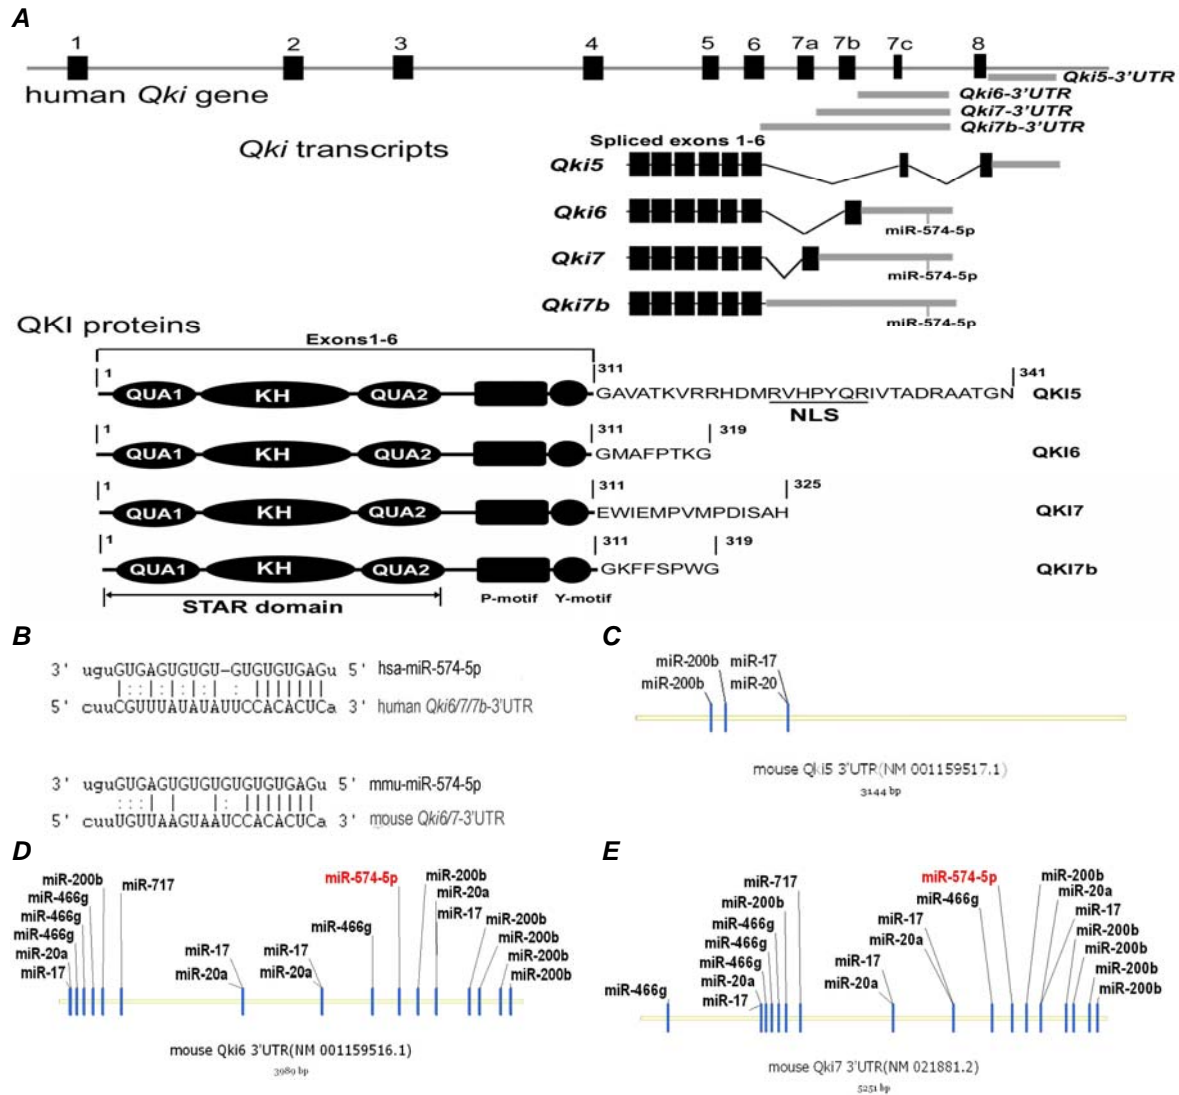 A
1 2 3 4 5 6 7a 7b 7c 8
Qki5-3'UTR
human Qki gene
Qki6-3'UTR
Qki7-3'UTR
Qki7b-3'UTR
Qki transcripts
Spliced exons 1-6
Qki5
Qki6
miR-574-5p
Qki7
miR-574-5p
Qki7b
miR-574-5p
QKI proteins
Exons1-6
1 311 341
QUA1 KH QUA2 GAVATKVRRHDMRVHPYQRIVTADRAATGN QKI5
NLS
1 311 319
QUA1 KH QUA2 GMAFPTKG QKI6
1 311 325
QUA1 KH QUA2 EWIEMPVMPDISAH QKI7
1 311 319
QUA1 KH QUA2 GKFFSPWG QKI7b
STAR domain P-motif Y-motif
B
3' uguGUGAGUGUGU-GUGUGUGAGu 5' hsa-miR-574-5p
5' cuuCGUUUAUAUAUUCCACACUCa 3' human Qki6/7/7b-3'UTR
3' uguGUGAGUGUGUGUGUGUGAGu 5' mmu-miR-574-5p
5' cuuUGUUAAGUAAUCCACACUCa 3' mouse Qki6/7-3'UTR
C
miR-200b miR-17
miR-200b miR-20
mouse Qki5 3'UTR(NM 001159517.1)
3144 bp
D
miR-200b
miR-717
miR-466g
miR-466g
miR-466g
miR-20a
miR-17
miR-17
miR-20a
miR-17
miR-20a
miR-466g
miR-574-5p
miR-200b
miR-20a
miR-17
miR-200b
miR-200b
miR-200b
miR-200b
mouse Qki6 3'UTR(NM 001159516.1)
3989 bp
E
miR-466g
miR-717
miR-200b
miR-466g
miR-466g
miR-466g
miR-20a
miR-17
miR-17
miR-20a
miR-17
miR-20a
miR-574-5p
miR-466g
miR-200b
miR-20a
miR-17
miR-200b
miR-200b
miR-200b
miR-200b
mouse Qki7 3'UTR(NM 021881.2)
5251 bp